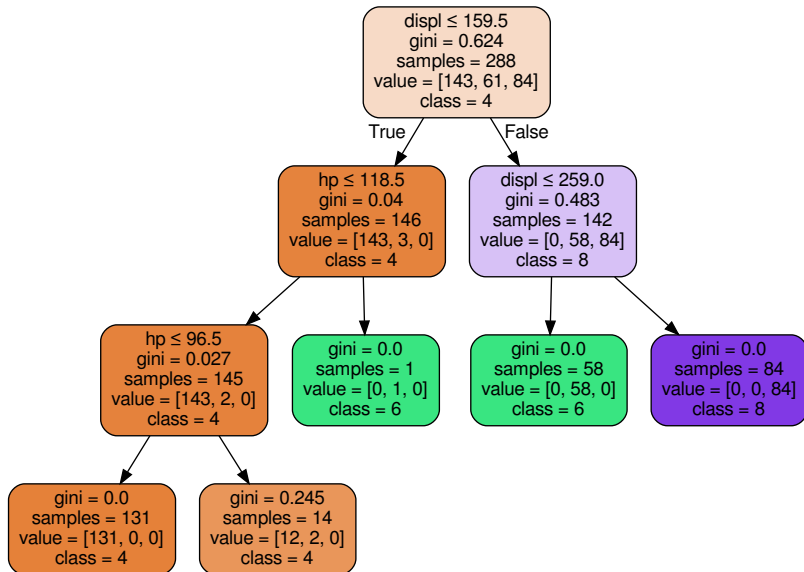 displ ≤ 159.5
gini = 0.624
samples = 288
value = [143, 61, 84]
class = 4
True
False
hp ≤ 118.5
gini = 0.04
samples = 146
value = [143, 3, 0]
class = 4
displ ≤ 259.0
gini = 0.483
samples = 142
value = [0, 58, 84]
class = 8
hp ≤ 96.5
gini = 0.027
samples = 145
value = [143, 2, 0]
class = 4
gini = 0.0
samples = 1
value = [0, 1, 0]
class = 6
gini = 0.0
samples = 58
value = [0, 58, 0]
class = 6
gini = 0.0
samples = 84
value = [0, 0, 84]
class = 8
gini = 0.0
samples = 131
value = [131, 0, 0]
class = 4
gini = 0.245
samples = 14
value = [12, 2, 0]
class = 4